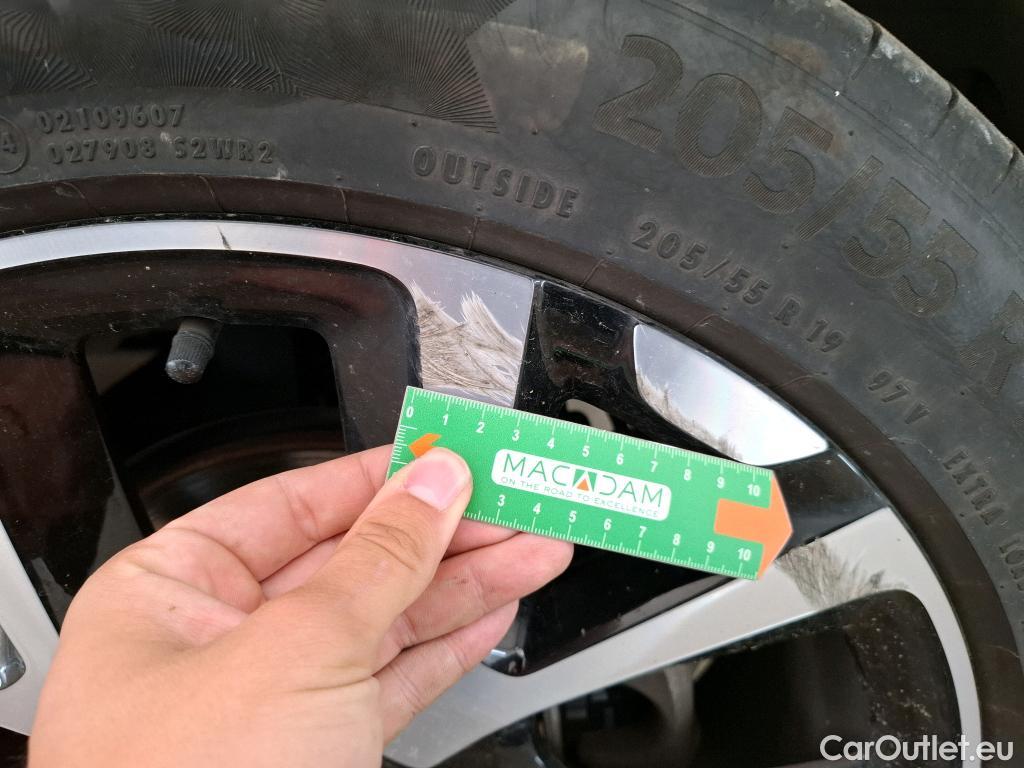 4
02109607
027908 S2WR2
OUTSIDE
205/55 R
205/55 R 19
97V EXTRA
0 1 2 3 4 5 6 7 8 9 10
MACADAM
ON THE ROAD TO EXCELLENCE
3 4 5 6 7 8 9 10
CarOutlet.eu